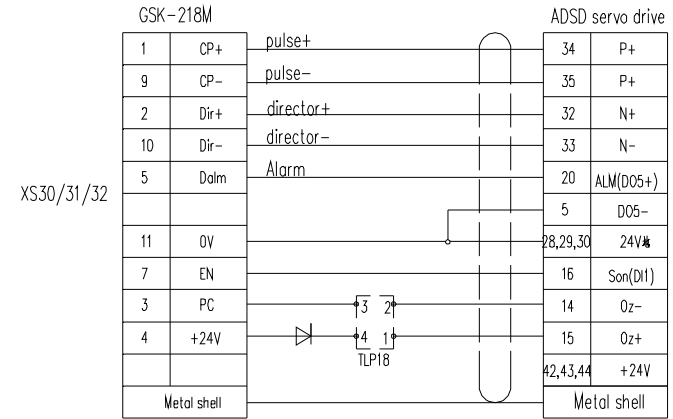 GSK-218M ADSD servo drive
1 CP+ pulse+ 34 P+
9 CP- pulse- 35 P+
2 Dir+ director+ 32 N+
10 Dir- director- 33 N-
5 Dalm Alarm 20 ALM(DO5+)
XS30/31/32
5 DO5-
11 0V 28,29,30 24V
7 EN 16 Son(DI1)
3 PC 3 2 14 Oz-
4 +24V 4 1 15 Oz+
TLP18
42,43,44 +24V
Metal shell Metal shell